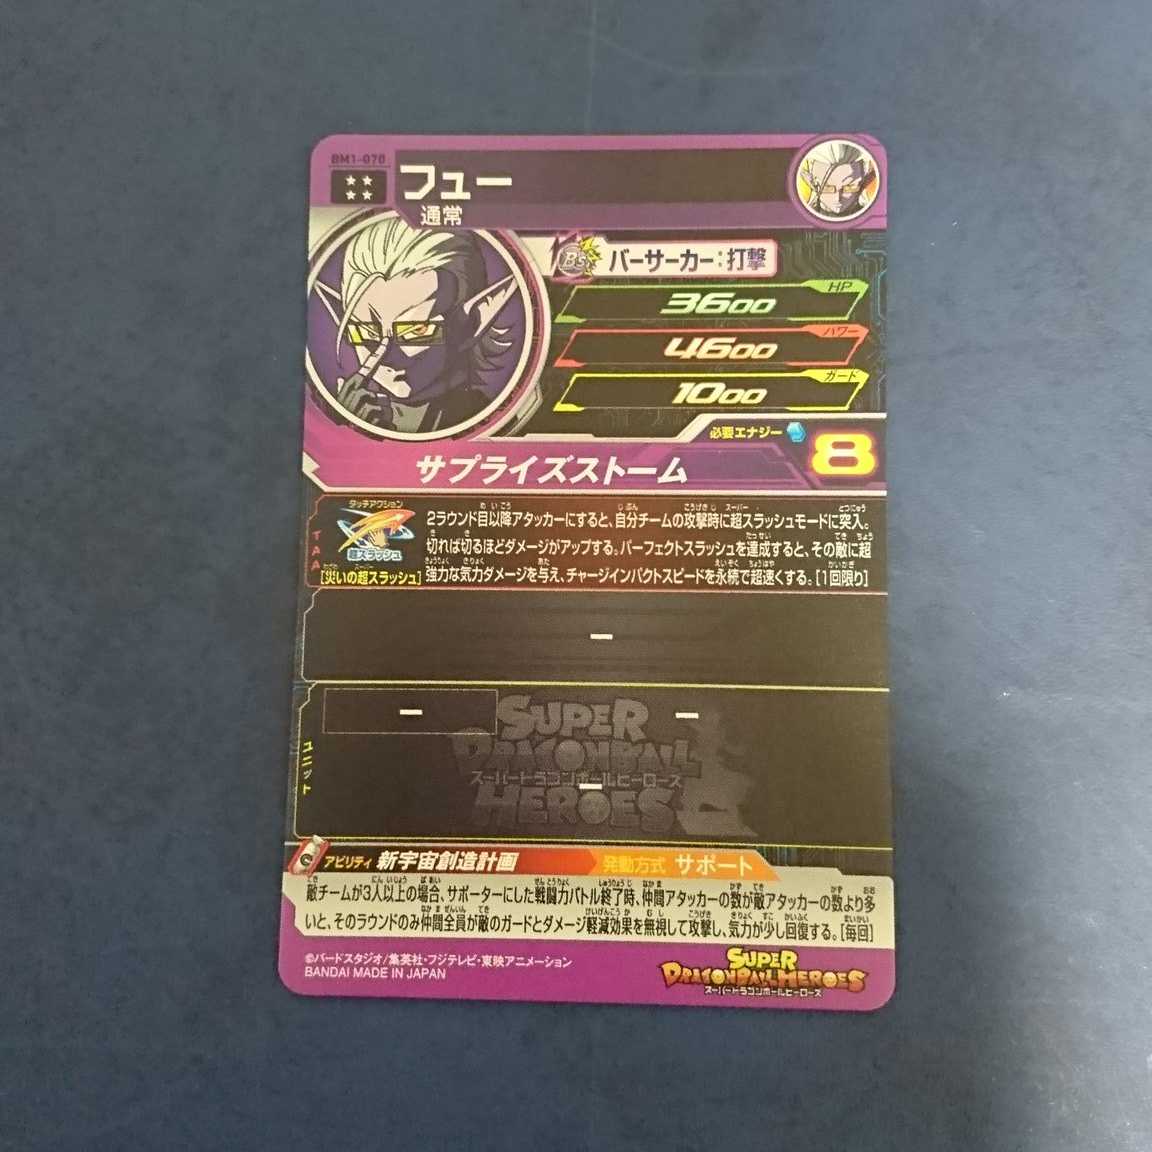 BM1-070
フュー
通常
Bs
バーサーカー:打撃
HP
3600
パワー
4600
ガード
1000
必要エナジー
8
サプライズストーム
TAA
タッチアクション
超スラッシュ
[災いの超スラッシュ]
2ラウンド目以降アタッカーにすると、自分チームの攻撃時に超スラッシュモードに突入。
切れば切るほどダメージがアップする。パーフェクトスラッシュを達成すると、その敵に超
強力な気力ダメージを与え、チャージインパクトスピードを永続で超速くする。[1回限り]
-
ユニット
-
-
-
SUPER
DRAGONBALL
スーパードラゴンボールヒーローズ
HEROES
アビリティ 新宇宙創造計画
発動方式 サポート
敵チームが3人以上の場合、サポーターにした戦闘力バトル終了時、仲間アタッカーの数が敵アタッカーの数より多
いと、そのラウンドのみ仲間全員が敵のガードとダメージ軽減効果を無視して攻撃し、気力が少し回復する。[毎回]
©バードスタジオ/集英社・フジテレビ・東映アニメーション
BANDAI MADE IN JAPAN
SUPER
DRAGONBALL HEROES
スーパードラゴンボールヒーローズ